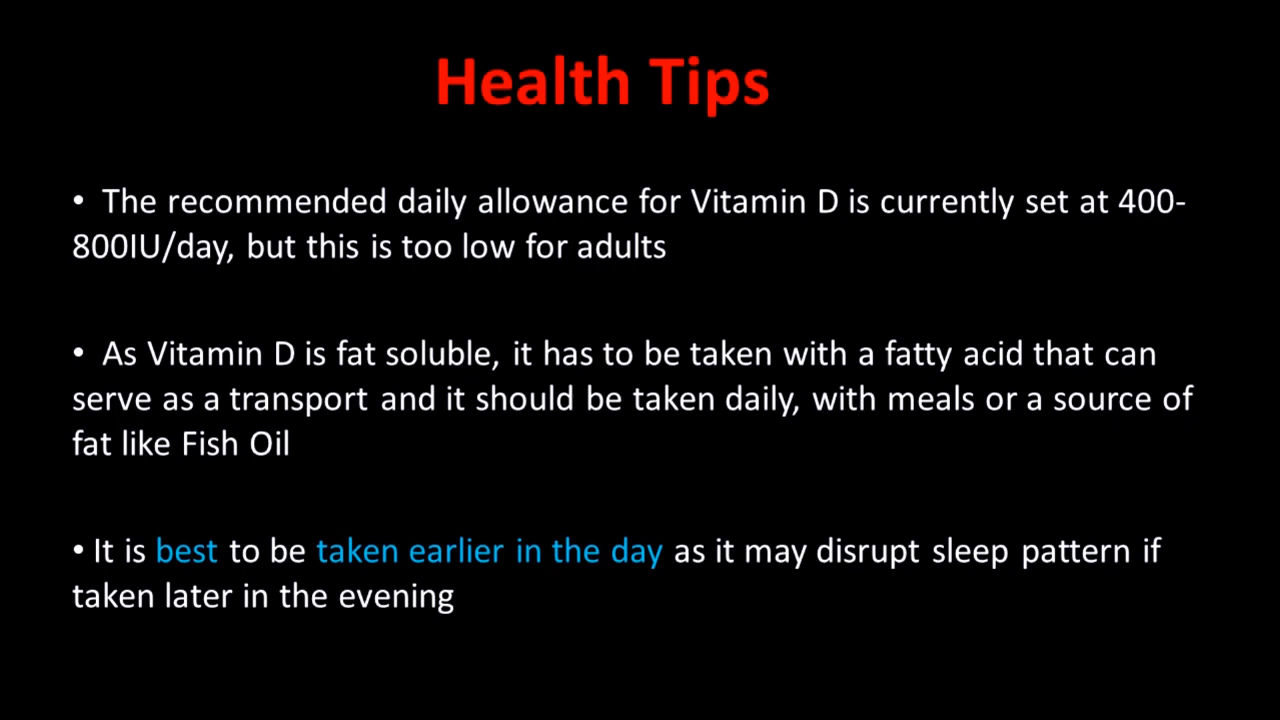 Health Tips
• The recommended daily allowance for Vitamin D is currently set at 400-
800IU/day, but this is too low for adults
• As Vitamin D is fat soluble, it has to be taken with a fatty acid that can
serve as a transport and it should be taken daily, with meals or a source of
fat like Fish Oil
• It is best to be taken earlier in the day as it may disrupt sleep pattern if
taken later in the evening